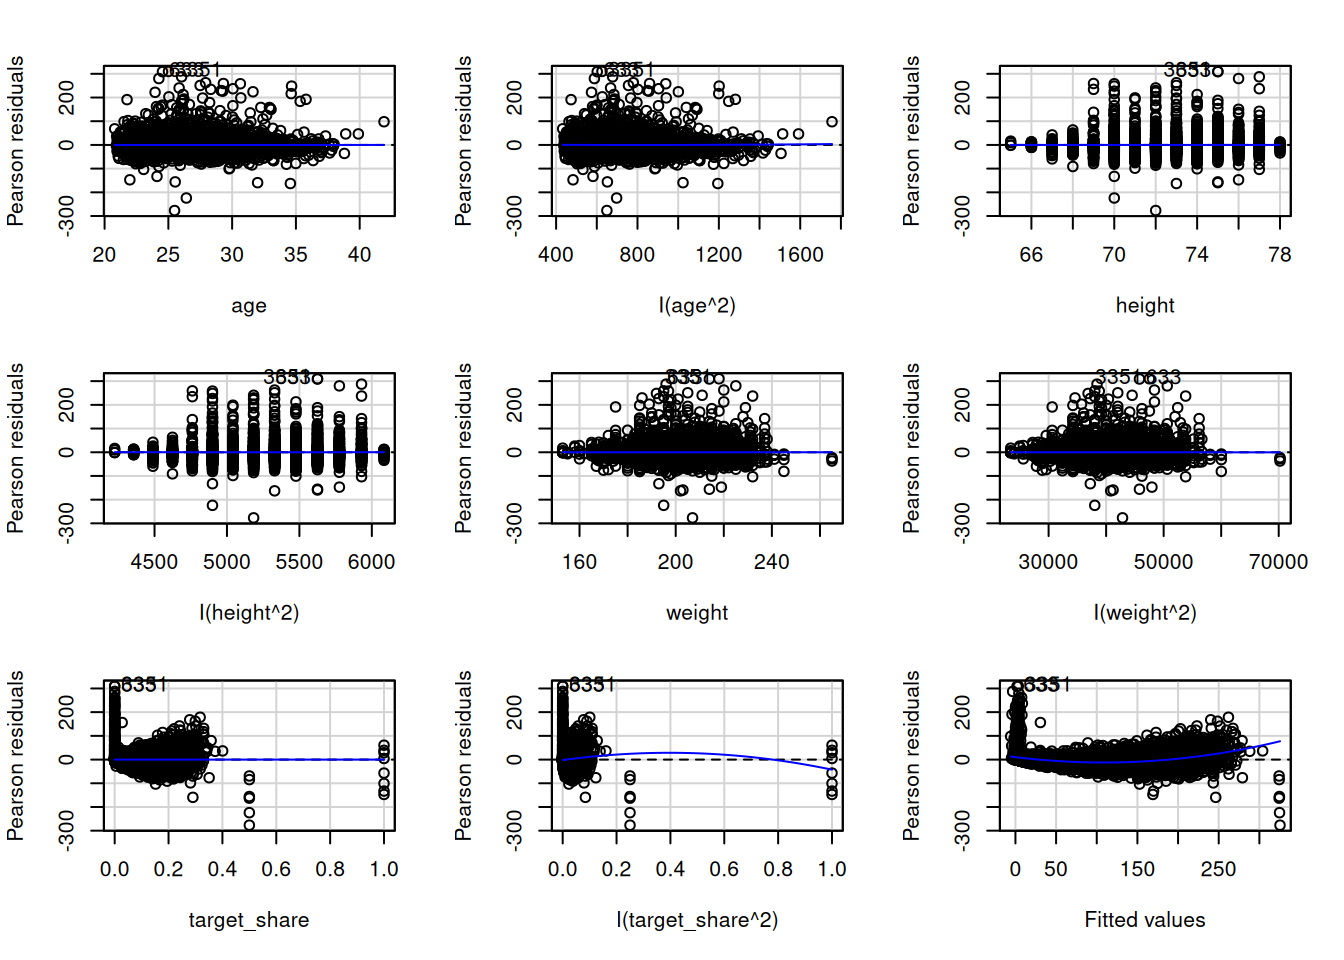 Pearson residuals
-300
0
200
20 25 30 35 40
age
Pearson residuals
-300
0
200
400 800 1200 1600
I(age^2)
Pearson residuals
-300
0
200
66 70 74 78
height
Pearson residuals
-300
0
200
4500 5000 5500 6000
I(height^2)
Pearson residuals
-300
0
200
160 200 240
weight
Pearson residuals
-300
0
200
30000 50000 70000
I(weight^2)
Pearson residuals
-300
0
200
0.0 0.2 0.4 0.6 0.8 1.0
target_share
Pearson residuals
-300
0
200
0.0 0.2 0.4 0.6 0.8 1.0
I(target_share^2)
Pearson residuals
-300
0
200
0 50 150 250
Fitted values